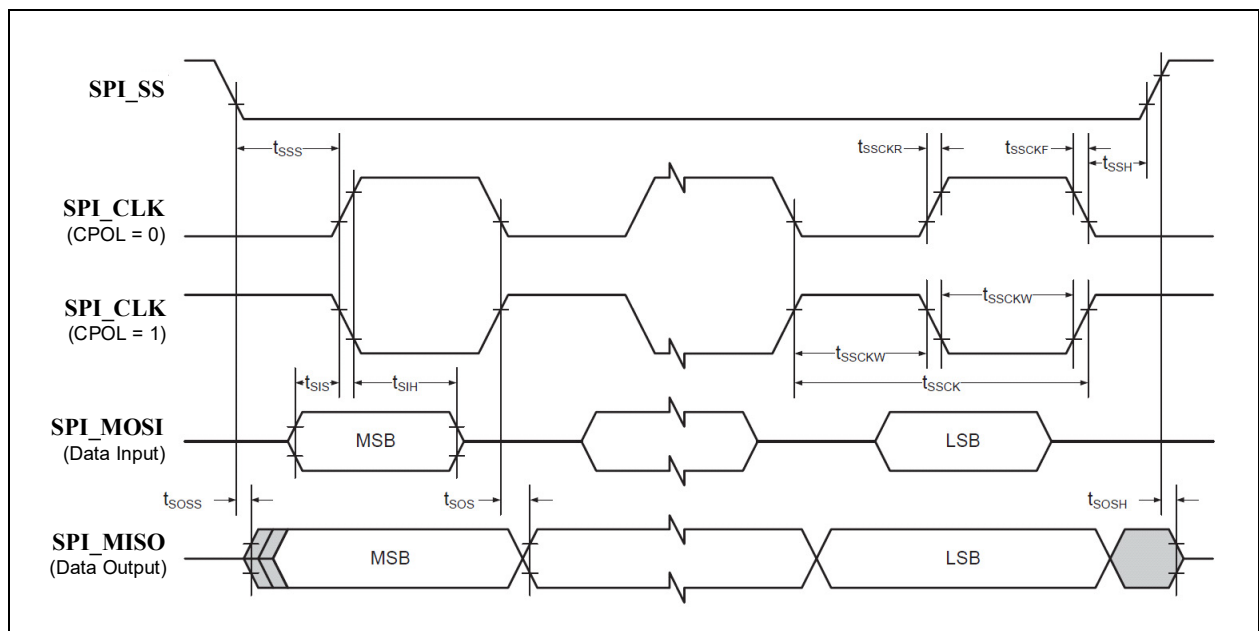 SPI_SS
tSSS
tSSCKR
tSSCKF
tSSH
SPI_CLK
(CPOL = 0)
SPI_CLK
(CPOL = 1)
tSSCKW
tSSCKW
tSSCK
tSIS
tSIH
SPI_MOSI
(Data Input)
MSB
LSB
tSOSS
tSOS
tSOSH
SPI_MISO
(Data Output)
MSB
LSB